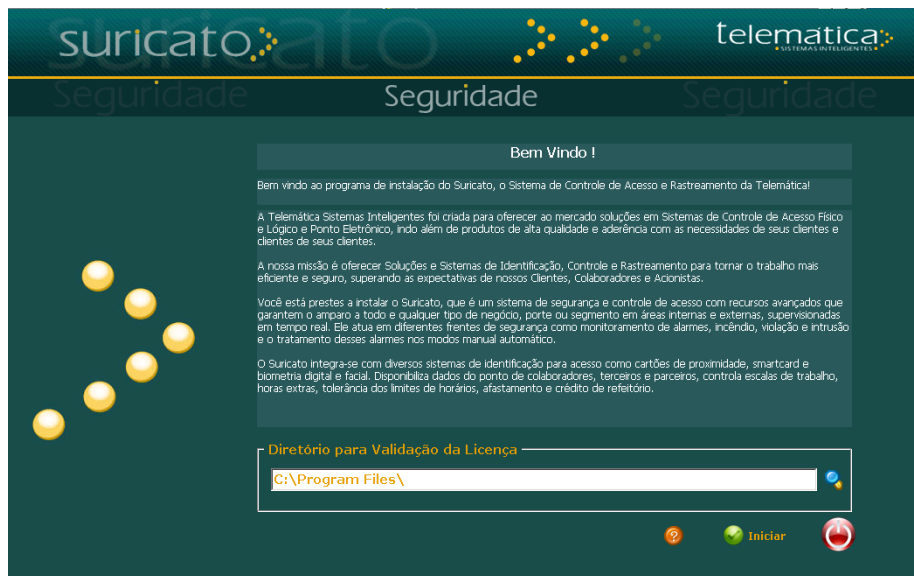 suricato
telematica
SISTEMAS INTELIGENTES
Seguridade Seguridade Seguridade
Bem Vindo !
Bem vindo ao programa de instalação do Suricato, o Sistema de Controle de Acesso e Rastreamento da Telemática!
A Telemática Sistemas Inteligentes foi criada para oferecer ao mercado soluções em Sistemas de Controle de Acesso Físico
e Lógico e Ponto Eletrônico, indo além de produtos de alta qualidade e aderência com as necessidades de seus clientes e
clientes de seus clientes.
A nossa missão é oferecer Soluções e Sistemas de Identificação, Controle e Rastreamento para tornar o trabalho mais
eficiente e seguro, superando as expectativas de nossos Clientes, Colaboradores e Acionistas.
Você está prestes a instalar o Suricato, que é um sistema de segurança e controle de acesso com recursos avançados que
garantem o amparo a todo e qualquer tipo de negócio, porte ou segmento em áreas internas e externas, supervisionadas
em tempo real. Ele atua em diferentes frentes de segurança como monitoramento de alarmes, incêndio, violação e intrusão
e o tratamento desses alarmes nos modos manual automático.
O Suricato integra-se com diversos sistemas de identificação para acesso como cartões de proximidade, smartcard e
biometria digital e facial. Disponibiliza dados do ponto de colaboradores, terceiros e parceiros, controla escalas de trabalho,
horas extras, tolerância dos limites de horários, afastamento e crédito de refeitório.
Diretório para Validação da Licença
C:\Program Files\
Iniciar